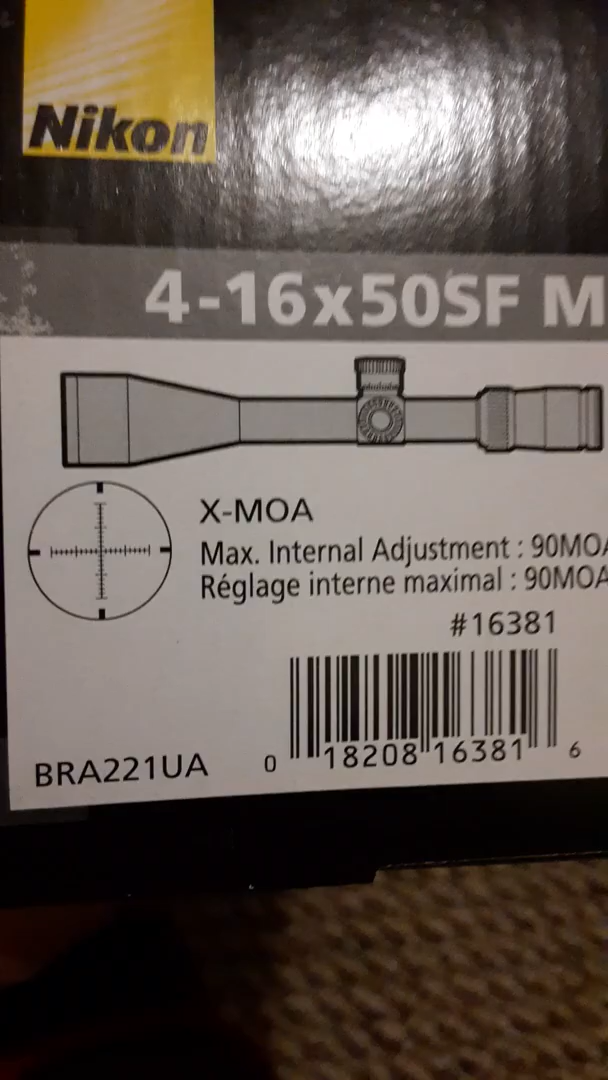 Nikon
4-16x50SF M
X-MOA
Max. Internal Adjustment : 90MOA
Réglage interne maximal : 90MOA
#16381
BRA221UA
0 18208 16381 6